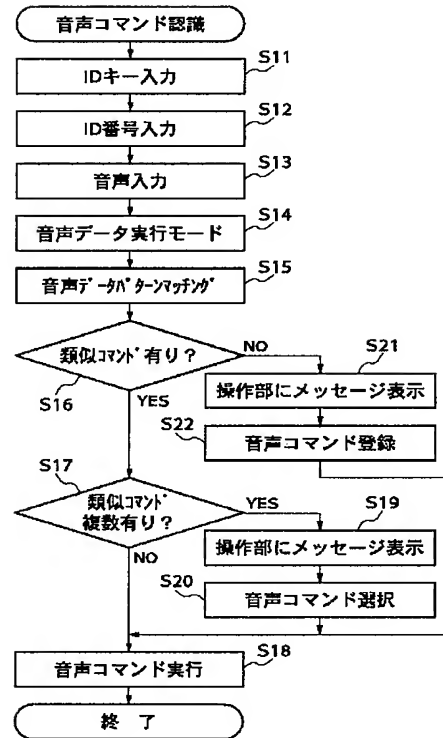 音声コマンド認識
S11
IDキー入力
S12
ID番号入力
S13
音声入力
S14
音声データ実行モード
S15
音声データパターンマッチング
類似コマンド有り？
NO
S16
YES
S21
操作部にメッセージ表示
S22
音声コマンド登録
S17
類似コマンド
複数有り？
YES
NO
S19
操作部にメッセージ表示
S20
音声コマンド選択
S18
音声コマンド実行
終了